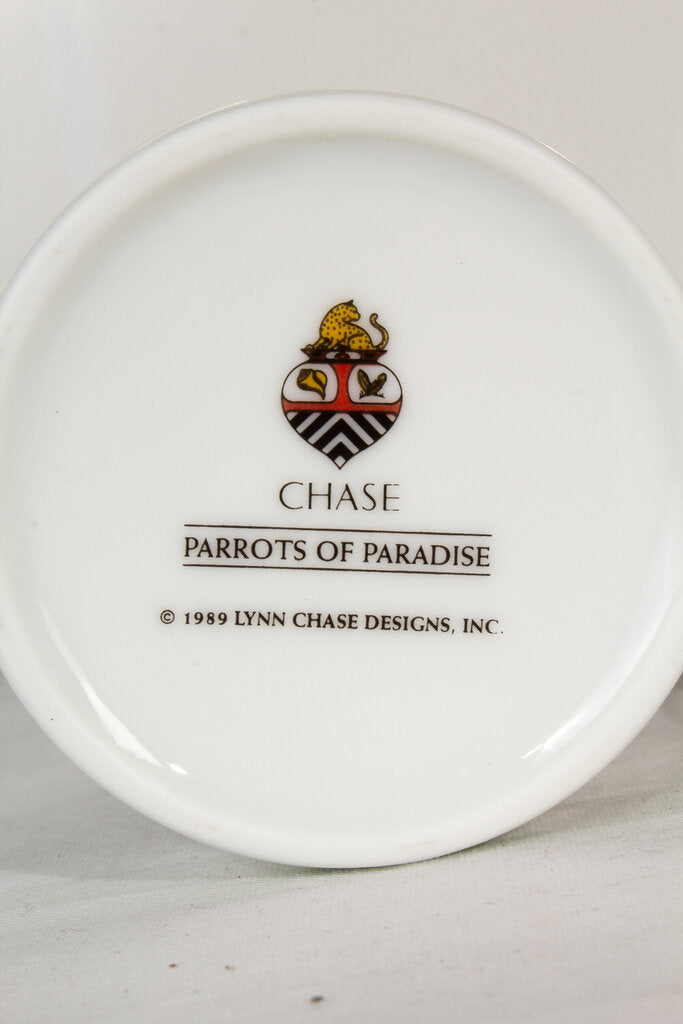 CHASE
PARROTS OF PARADISE
© 1989 LYNN CHASE DESIGNS, INC.